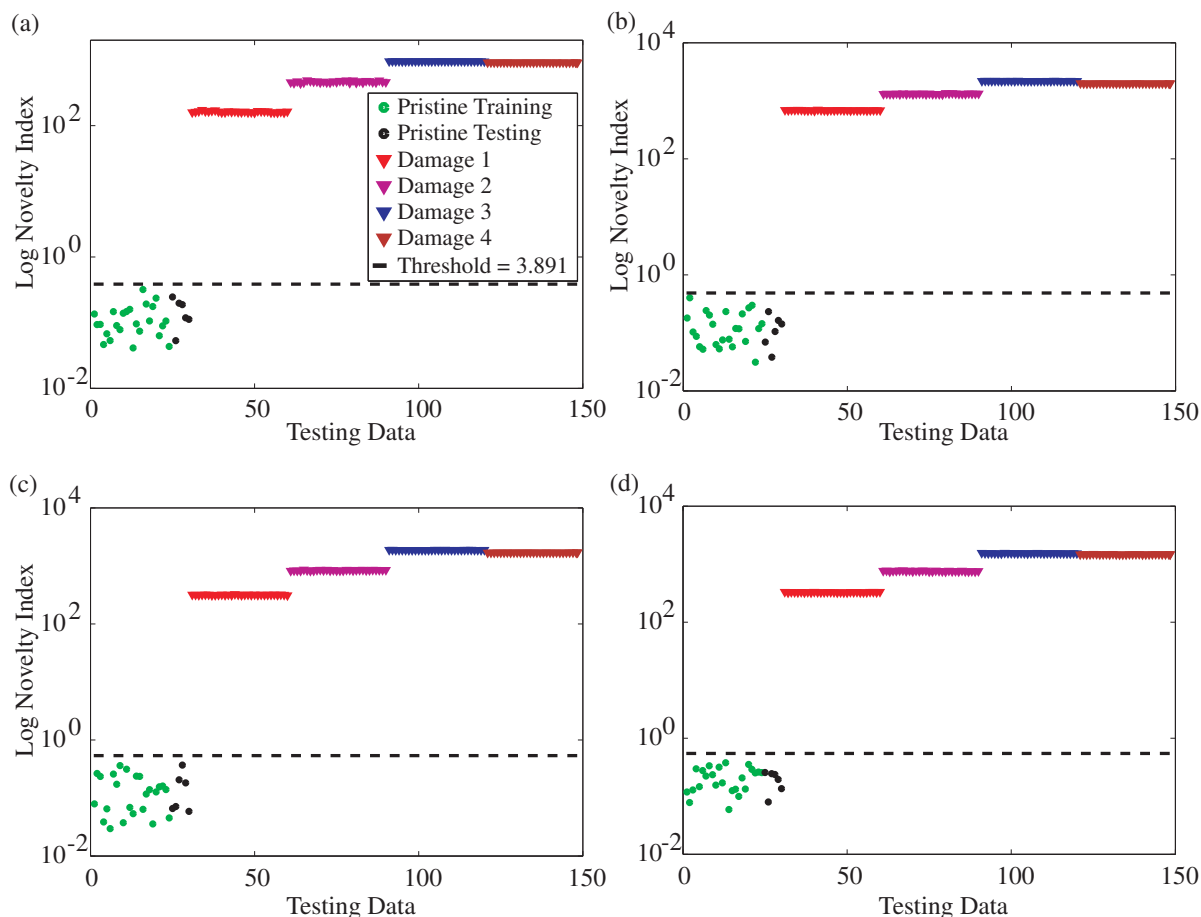 (a)
Log Novelty Index
10^2
10^0
10^-2
0 50 100 150
Testing Data
Pristine Training
Pristine Testing
Damage 1
Damage 2
Damage 3
Damage 4
Threshold = 3.891
(b)
Log Novelty Index
10^4
10^2
10^0
10^-2
0 50 100 150
Testing Data
(c)
Log Novelty Index
10^4
10^2
10^0
10^-2
0 50 100 150
Testing Data
(d)
Log Novelty Index
10^4
10^2
10^0
10^-2
0 50 100 150
Testing Data